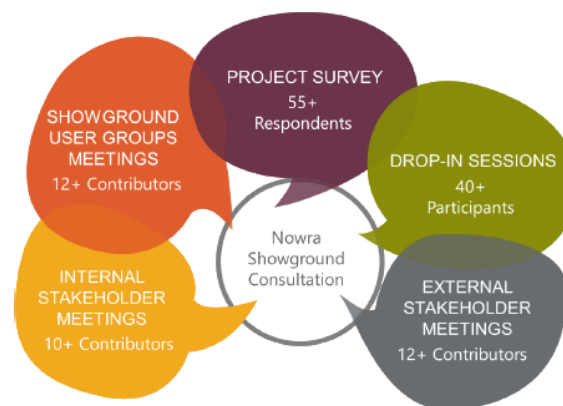 PROJECT SURVEY
55+
Respondents
SHOWGROUND
USER GROUPS
MEETINGS
12+ Contributors
DROP-IN SESSIONS
40+
Participants
Nowra
Showground
Consultation
INTERNAL
STAKEHOLDER
MEETINGS
10+ Contributors
EXTERNAL
STAKEHOLDER
MEETINGS
12+ Contributors